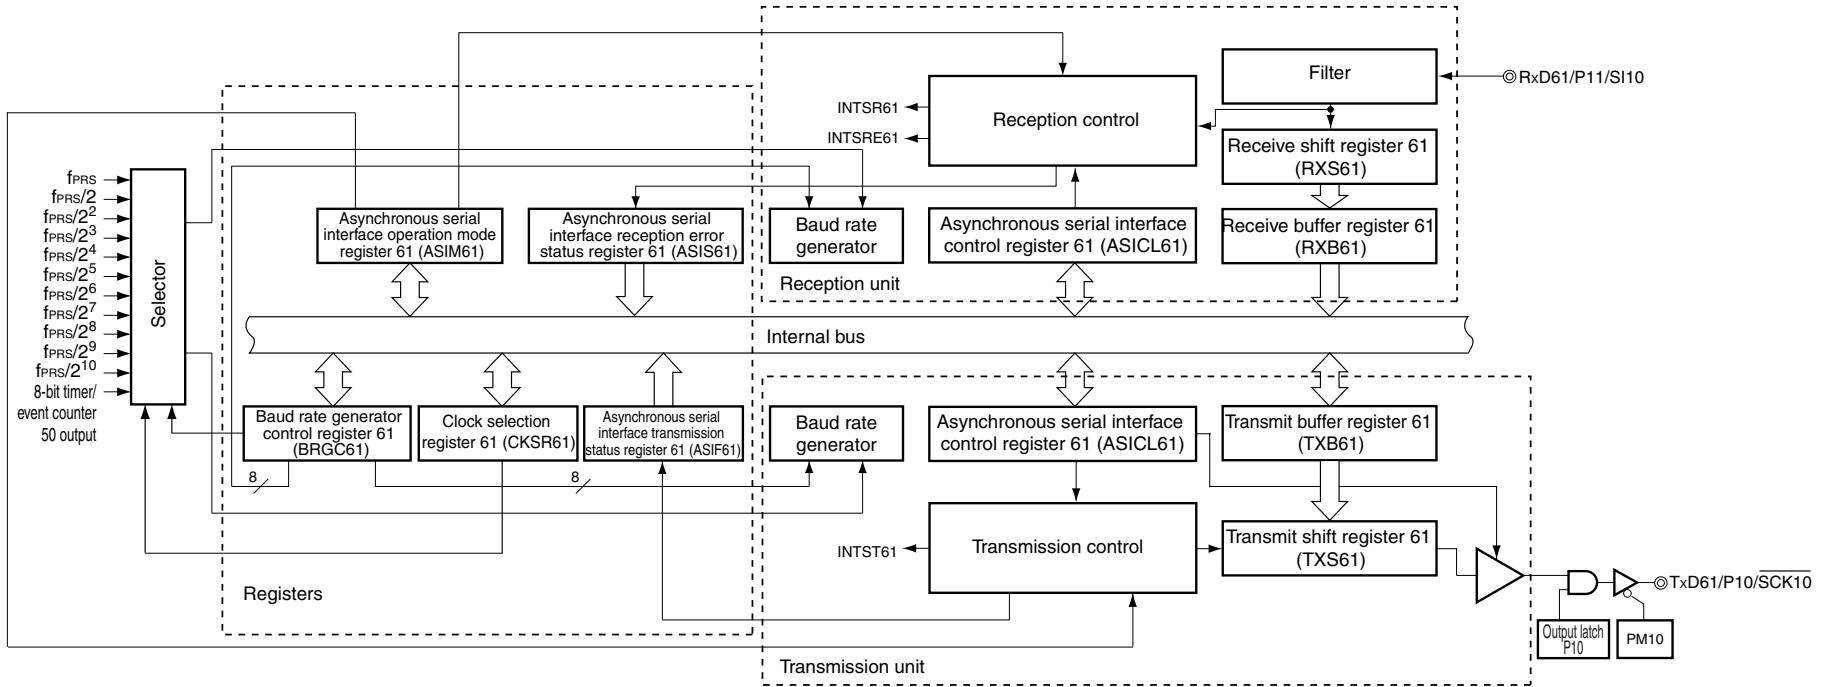 RxD61/P11/SI10
Filter
Reception control
INTSR61
INTSRE61
Receive shift register 61
(RXS61)
fPRS
fPRS/2
fPRS/2²
fPRS/2³
fPRS/2⁴
fPRS/2⁵
fPRS/2⁶
fPRS/2⁷
fPRS/2⁸
fPRS/2⁹
fPRS/2¹⁰
8-bit timer/
event counter
50 output
Selector
Asynchronous serial
interface operation mode
register 61 (ASIM61)
Asynchronous serial
interface reception error
status register 61 (ASIS61)
Baud rate
generator
Asynchronous serial interface
control register 61 (ASICL61)
Receive buffer register 61
(RXB61)
Reception unit
Internal bus
Baud rate generator
control register 61
(BRGC61)
Clock selection
register 61 (CKSR61)
Asynchronous serial
interface transmission
status register 61 (ASIF61)
Baud rate
generator
Asynchronous serial interface
control register 61 (ASICL61)
Transmit buffer register 61
(TXB61)
8
8
INTST61
Transmission control
Transmit shift register 61
(TXS61)
TxD61/P10/S̅C̅K̅1̅0̅
Output latch
P10
PM10
Registers
Transmission unit